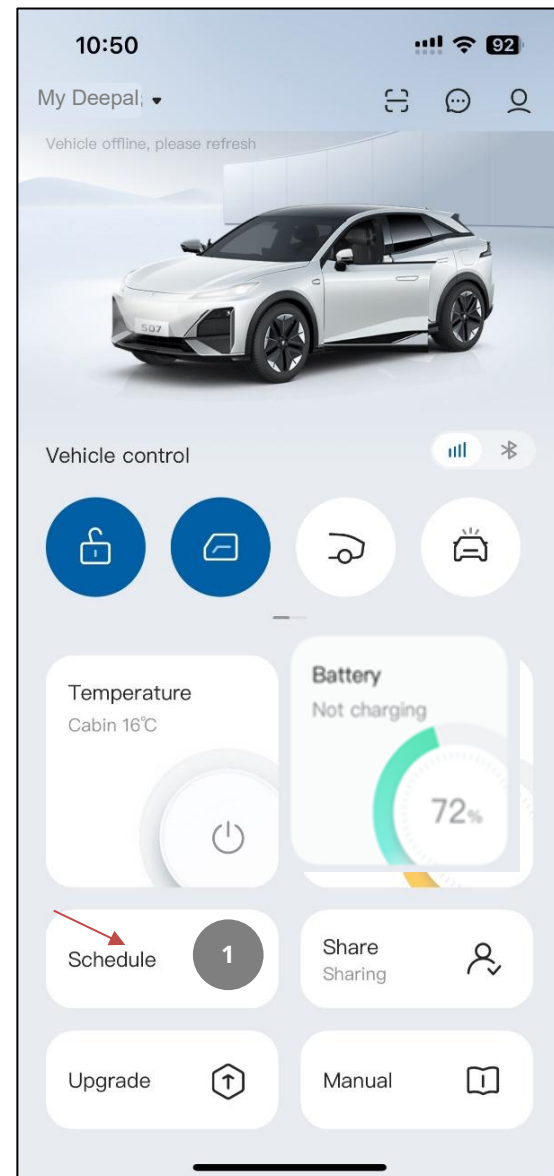 10:50
92
My Deepal
Vehicle offline, please refresh
S07
Vehicle control
Temperature
Cabin 16℃
Battery
Not charging
72%
Schedule
1
Share
Sharing
Upgrade
Manual